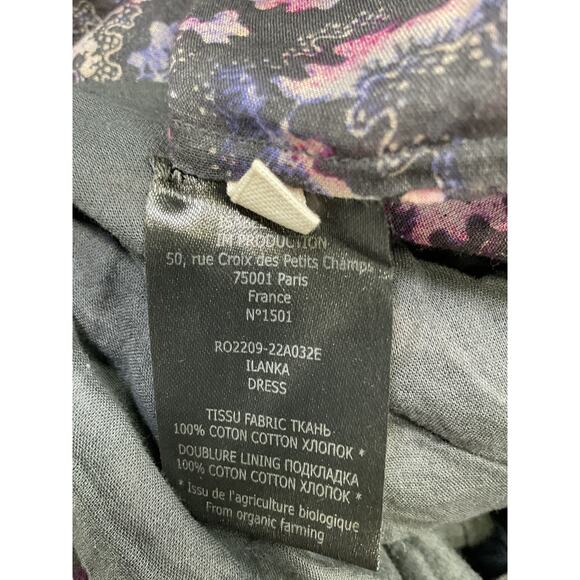 IM PRODUCTION
50, rue Croix des Petits Champs
75001 Paris
France
N°1501
RO2209-22A032E
ILANKA
DRESS
TISSU FABRIC ТКАНЬ
100% COTON COTTON ХЛОПОК *
DOUBLURE LINING ПОДКЛАДКА
100% COTON COTTON ХЛОПОК *
* Issu de l'agriculture biologique
From organic farming